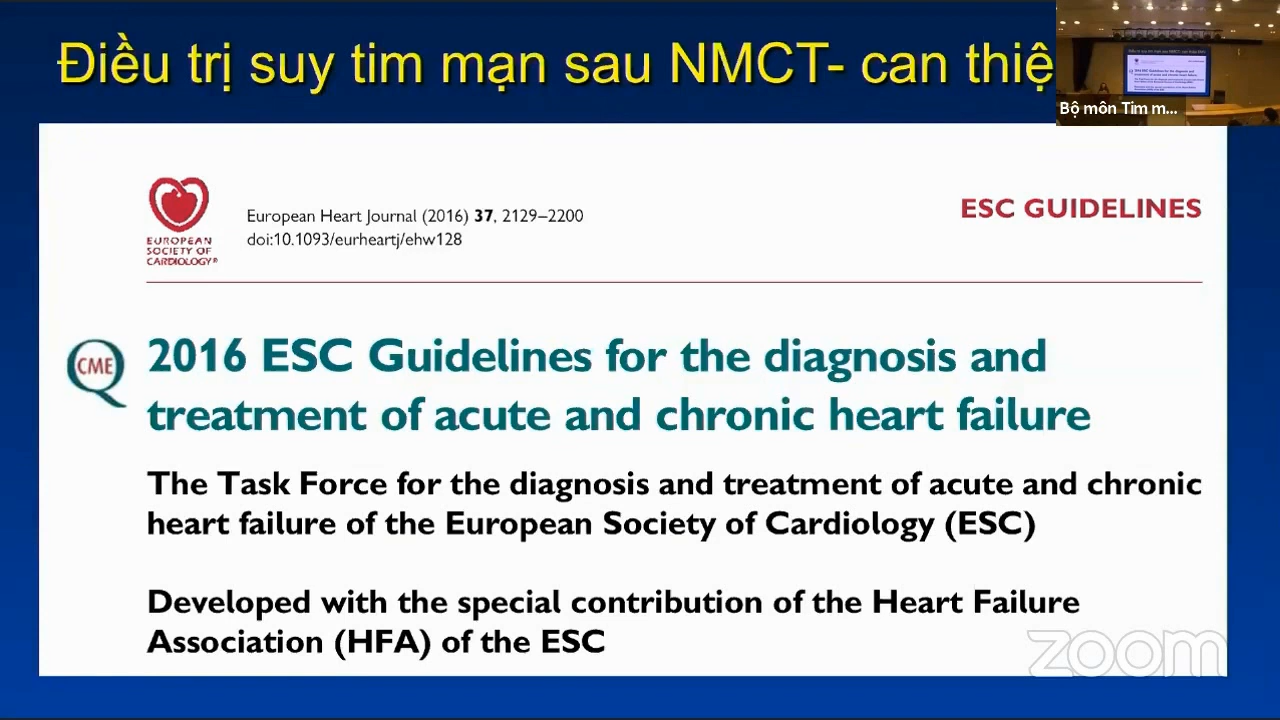 Điều trị suy tim mạn sau NMCT- can thiệ
Bộ môn Tim m...
EUROPEAN
SOCIETY OF
CARDIOLOGY®
European Heart Journal (2016) 37, 2129–2200
doi:10.1093/eurheartj/ehw128
ESC GUIDELINES
CME
2016 ESC Guidelines for the diagnosis and
treatment of acute and chronic heart failure
The Task Force for the diagnosis and treatment of acute and chronic
heart failure of the European Society of Cardiology (ESC)
Developed with the special contribution of the Heart Failure
Association (HFA) of the ESC
zoom